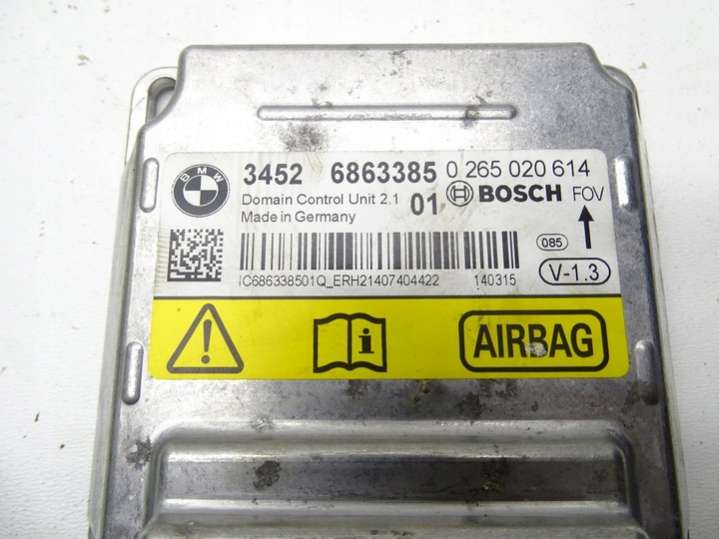 BMW
3452 6863385 0 265 020 614
Domain Control Unit 2.1 01 BOSCH FOV
Made in Germany
085
IC686338501Q_ERH21407404422 140315
V-1.3
i
AIRBAG